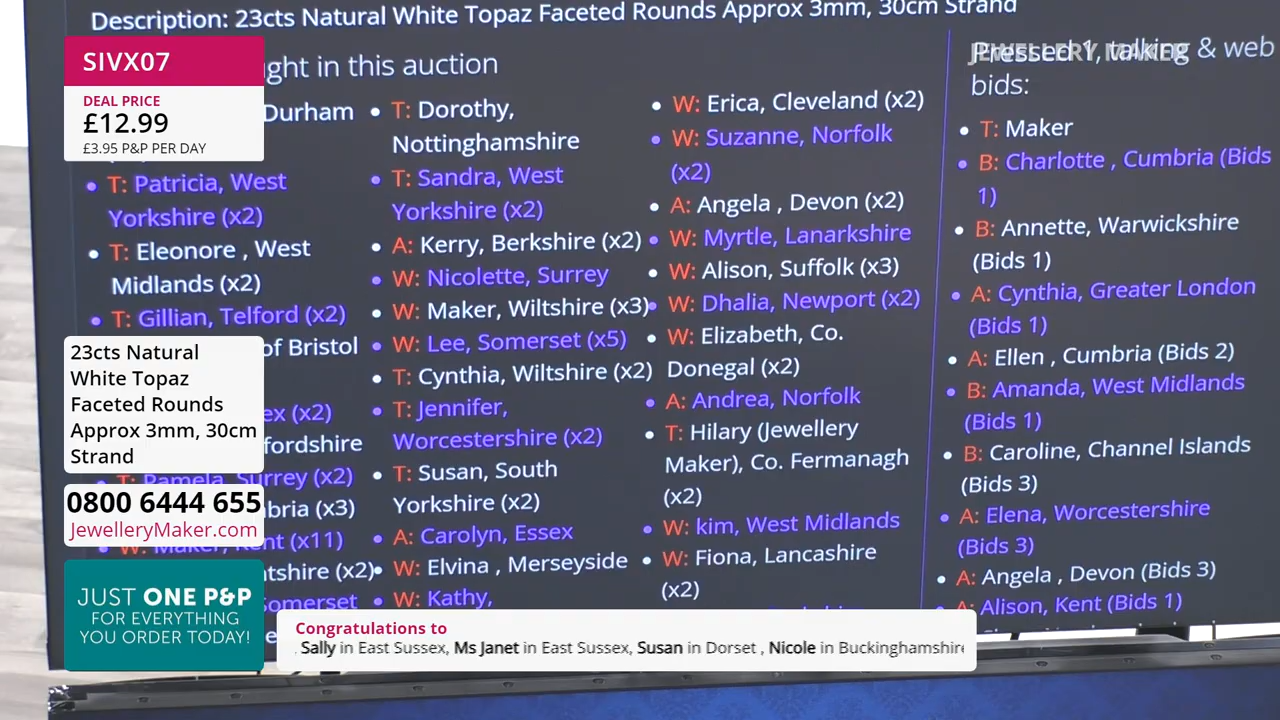 Description: 23cts Natural White Topaz Faceted Rounds Approx 3mm, 30cm Strand
SIVX07
DEAL PRICE
£12.99
£3.95 P&P PER DAY
ght in this auction
Durham
T: Patricia, West
Yorkshire (x2)
T: Eleonore , West
Midlands (x2)
T: Gillian, Telford (x2)
of Bristol
ex (x2)
fordshire
T: Pamela, Surrey (x2)
bria (x3)
W: Maker, Kent (x11)
tshire (x2)
Somerset
T: Dorothy,
Nottinghamshire
T: Sandra, West
Yorkshire (x2)
A: Kerry, Berkshire (x2)
W: Nicolette, Surrey
W: Maker, Wiltshire (x3)
W: Lee, Somerset (x5)
T: Cynthia, Wiltshire (x2)
T: Jennifer,
Worcestershire (x2)
T: Susan, South
Yorkshire (x2)
A: Carolyn, Essex
W: Elvina , Merseyside
W: Kathy,
W: Erica, Cleveland (x2)
W: Suzanne, Norfolk
(x2)
A: Angela , Devon (x2)
W: Myrtle, Lanarkshire
W: Alison, Suffolk (x3)
W: Dhalia, Newport (x2)
W: Elizabeth, Co.
Donegal (x2)
A: Andrea, Norfolk
T: Hilary (Jewellery
Maker), Co. Fermanagh
(x2)
W: kim, West Midlands
W: Fiona, Lancashire
(x2)
JEWELLERY MAKER
Pressed 1, talking & web
bids:
T: Maker
B: Charlotte , Cumbria (Bids
1)
B: Annette, Warwickshire
(Bids 1)
A: Cynthia, Greater London
(Bids 1)
A: Ellen , Cumbria (Bids 2)
B: Amanda, West Midlands
(Bids 1)
B: Caroline, Channel Islands
(Bids 3)
A: Elena, Worcestershire
(Bids 3)
A: Angela , Devon (Bids 3)
A: Alison, Kent (Bids 1)
23cts Natural
White Topaz
Faceted Rounds
Approx 3mm, 30cm
Strand
0800 6444 655
JewelleryMaker.com
JUST ONE P&P
FOR EVERYTHING
YOU ORDER TODAY!
Congratulations to
Sally in East Sussex, Ms Janet in East Sussex, Susan in Dorset , Nicole in Buckinghamshire